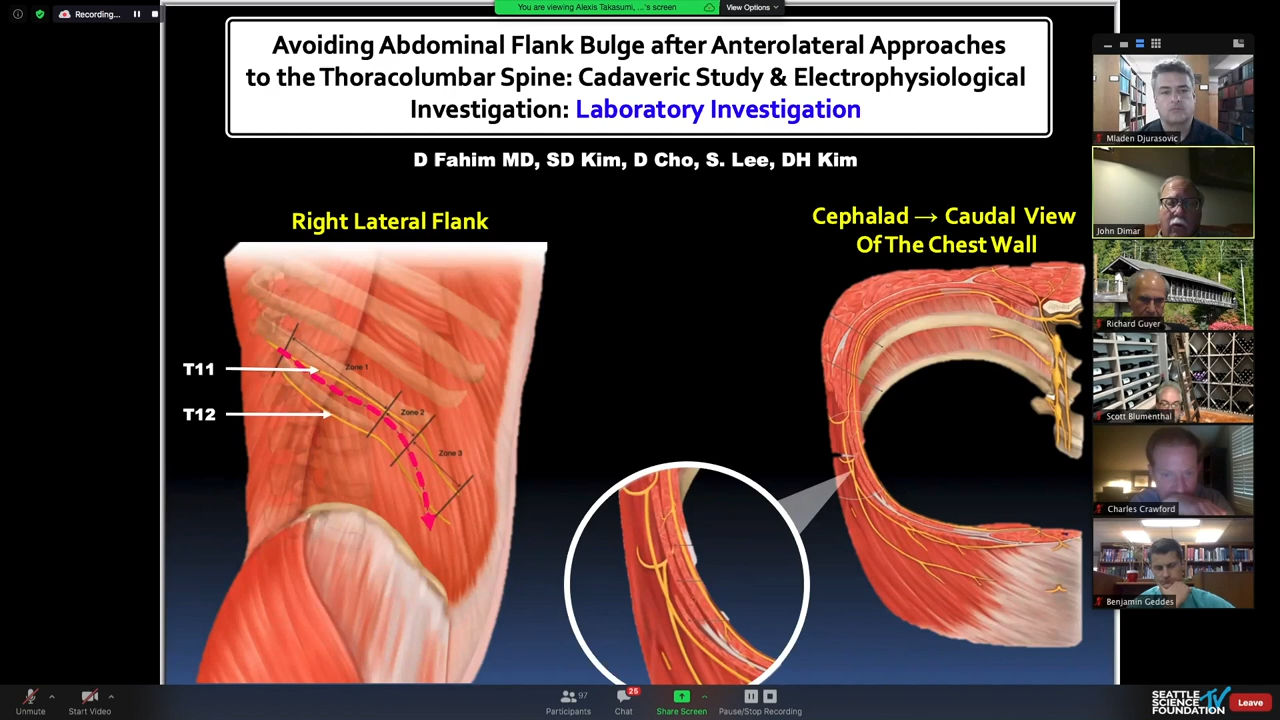 Recording...
You are viewing Alexis Takasumi, ...'s screen
View Options
Avoiding Abdominal Flank Bulge after Anterolateral Approaches
to the Thoracolumbar Spine: Cadaveric Study & Electrophysiological
Investigation: Laboratory Investigation
D Fahim MD, SD Kim, D Cho, S. Lee, DH Kim
Right Lateral Flank
Cephalad → Caudal View
Of The Chest Wall
T11
T12
Zone 1
Zone 2
Zone 3
Mladen Djurasovic
John Dimar
Richard Guyer
Scott Blumenthal
Charles Crawford
Benjamin Geddes
Unmute
Start Video
97
Participants
25
Chat
Share Screen
Pause/Stop Recording
SEATTLE
SCIENCE
FOUNDATION
TV
Leave